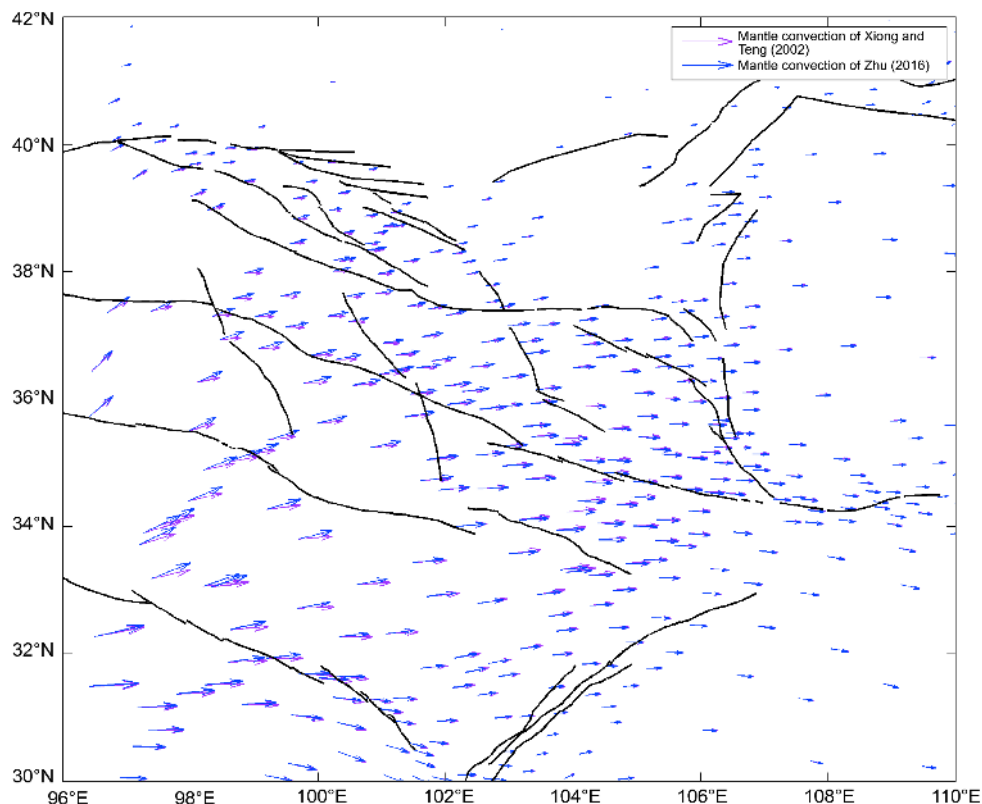 42°N
Mantle convection of Xiong and
Teng (2002)
Mantle convection of Zhu (2016)
40°N
38°N
36°N
34°N
32°N
30°N
96°E 98°E 100°E 102°E 104°E 106°E 108°E 110°E